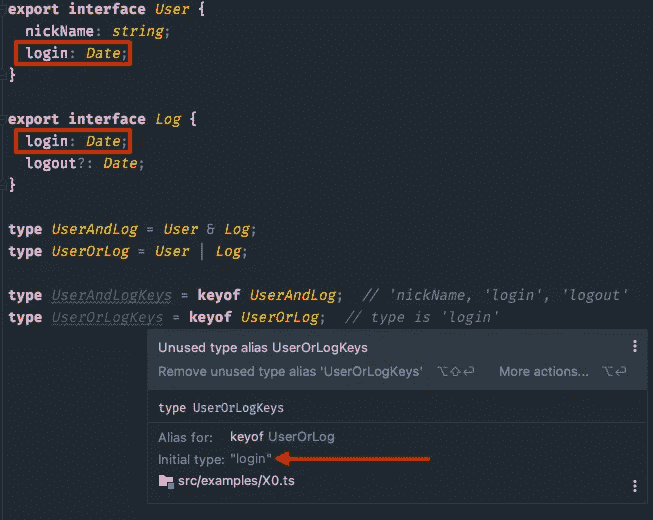 export interface User {
nickName: string;
login: Date;
}
export interface Log {
login: Date;
logout?: Date;
}
type UserAndLog = User & Log;
type UserOrLog = User | Log;
type UserAndLogKeys = keyof UserAndLog; // 'nickName, 'login', 'logout'
type UserOrLogKeys = keyof UserOrLog; // type is 'login'
Unused type alias UserOrLogKeys
Remove unused type alias 'UserOrLogKeys' ⌥⇧⏎ More actions... ⌥⏎
type UserOrLogKeys
Alias for: keyof UserOrLog
Initial type: "login"
src/examples/X0.ts